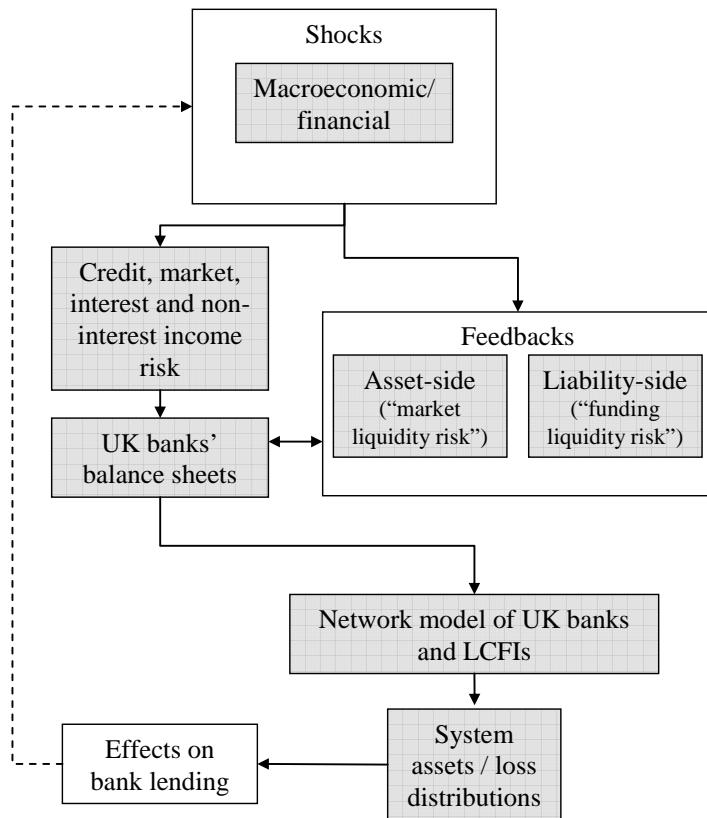 Shocks
Macroeconomic/
financial
Credit, market,
interest and non-
interest income
risk
Feedbacks
Asset-side
(“market
liquidity risk”)
Liability-side
(“funding
liquidity risk”)
UK banks’
balance sheets
Network model of UK banks
and LCFIs
System
assets / loss
distributions
Effects on
bank lending